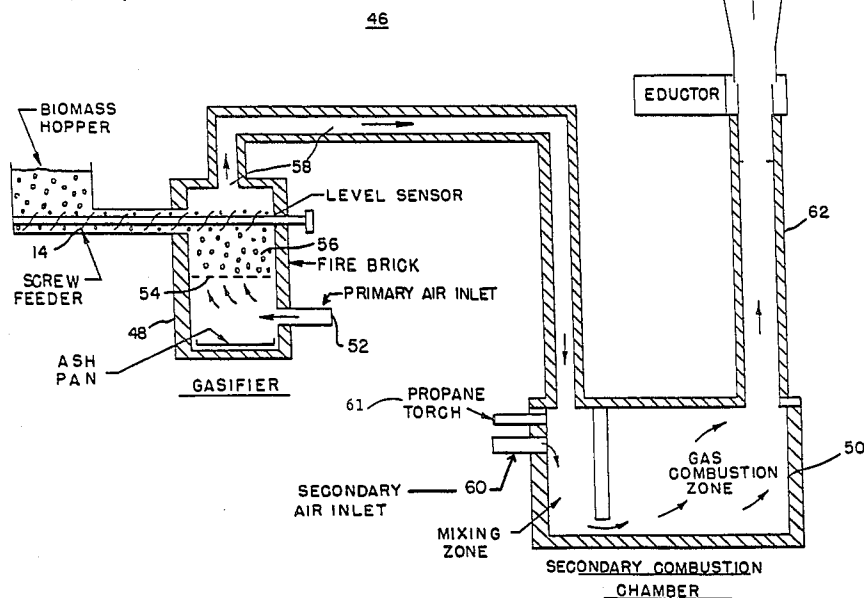 46
EDUCTOR
BIOMASS
HOPPER
58
LEVEL SENSOR
62
14
56
SCREW
FEEDER
FIRE BRICK
54
PRIMARY AIR INLET
48
52
ASH
PAN
GASIFIER
61
PROPANE
TORCH
GAS
COMBUSTION
ZONE
50
SECONDARY
AIR INLET
60
MIXING
ZONE
SECONDARY COMBUSTION
CHAMBER